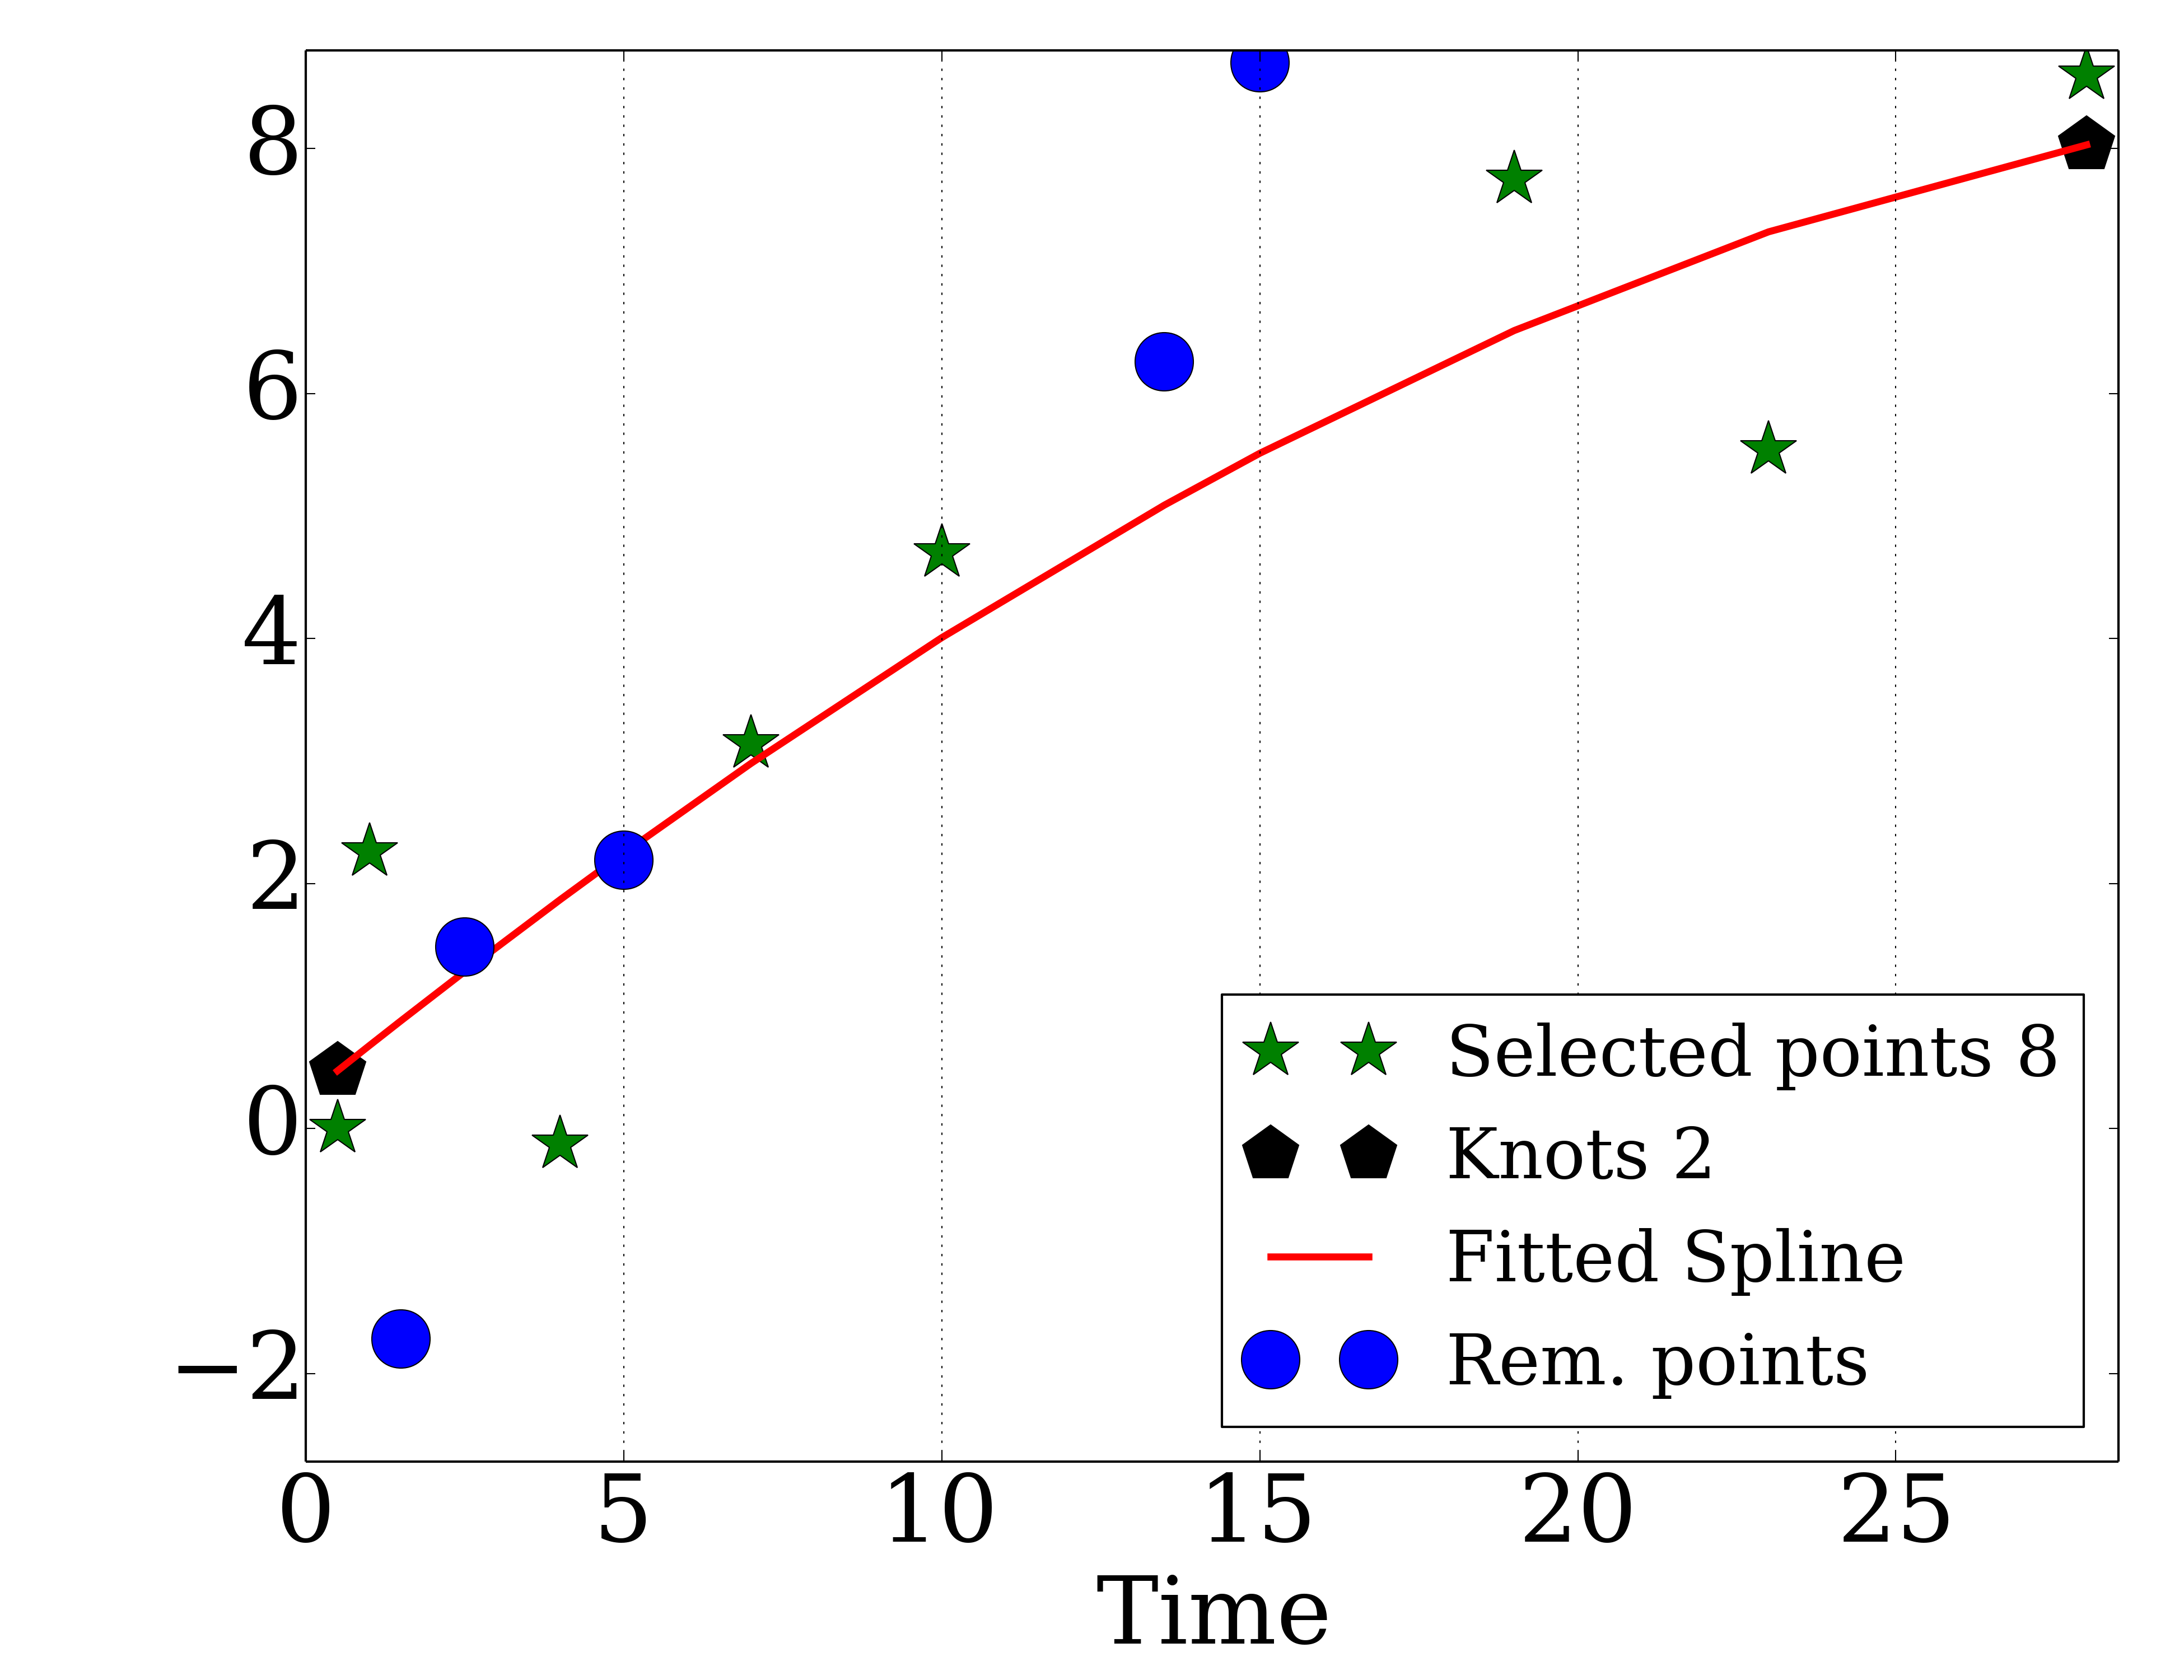 8
6
4
2
0
−2
0 5 10 15 20 25
Time
Selected points 8
Knots 2
Fitted Spline
Rem. points